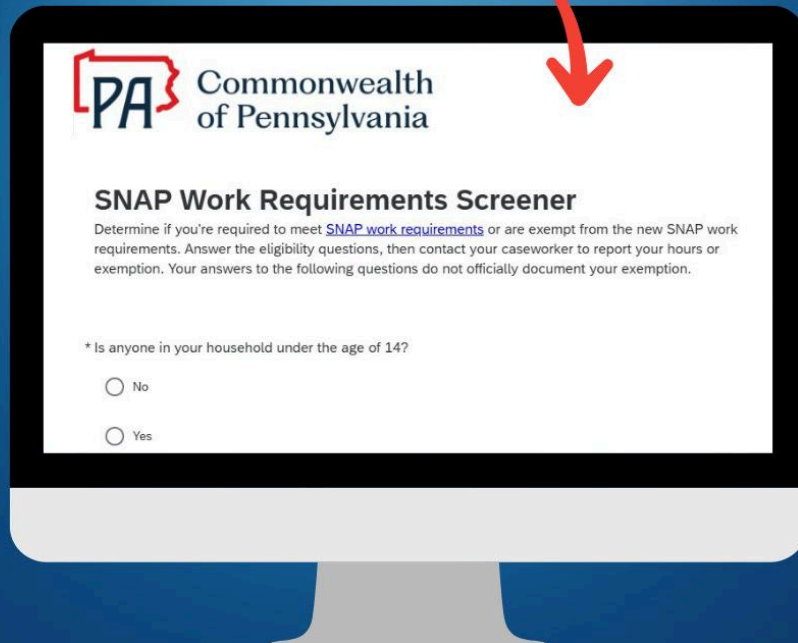 PA
Commonwealth
of Pennsylvania
SNAP Work Requirements Screener
Determine if you're required to meet SNAP work requirements or are exempt from the new SNAP work
requirements. Answer the eligibility questions, then contact your caseworker to report your hours or
exemption. Your answers to the following questions do not officially document your exemption.
* Is anyone in your household under the age of 14?
No
Yes